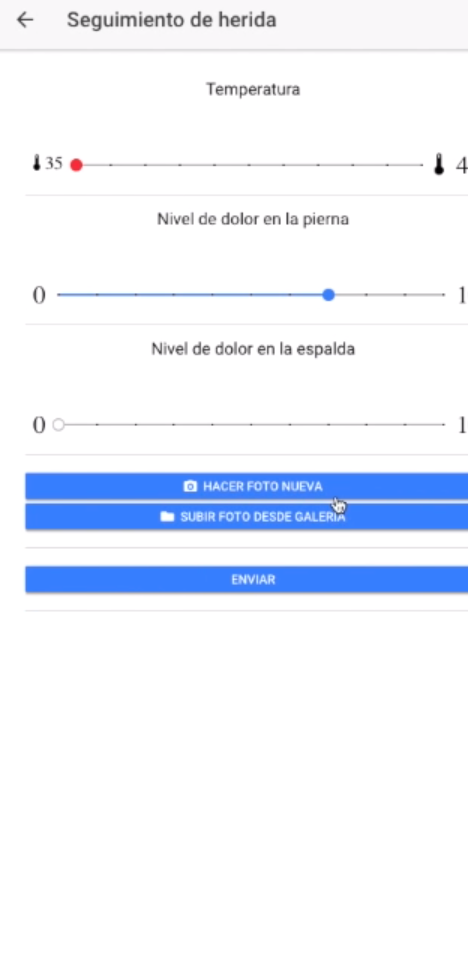 Seguimiento de herida
Temperatura
35 4
Nivel de dolor en la pierna
0 1
Nivel de dolor en la espalda
0 1
HACER FOTO NUEVA
SUBIR FOTO DESDE GALERÍA
ENVIAR